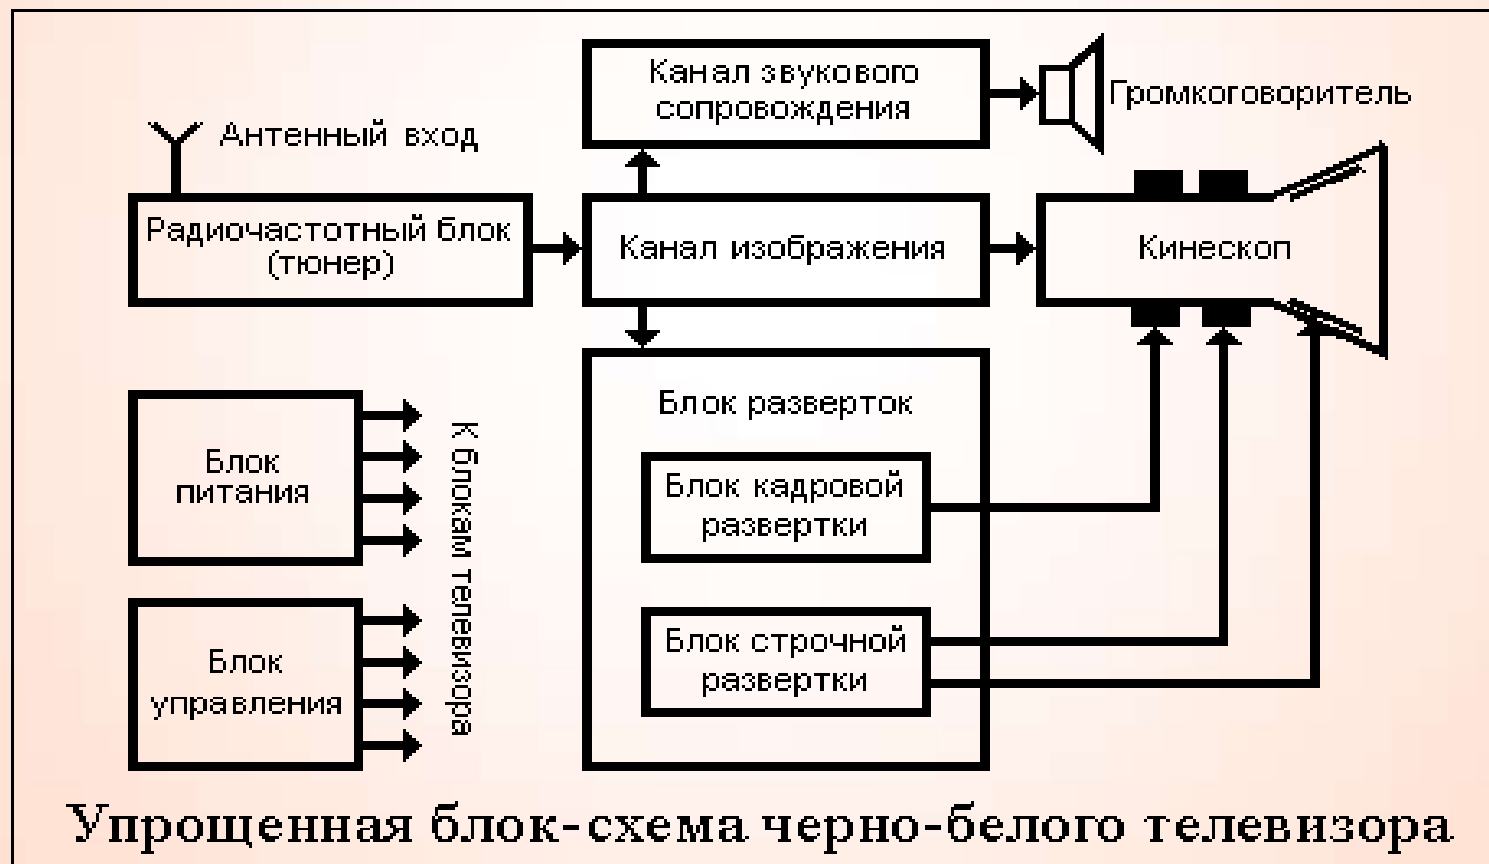 Канал звукового
сопровождения
Громкоговоритель
Антенный вход
Радиочастотный блок
(тюнер)
Канал изображения
Кинескоп
Блок разверток
Блок
питания
К блокам телевизора
Блок кадровой
развертки
Блок строчной
развертки
Блок
управления
Упрощенная блок-схема черно-белого телевизора